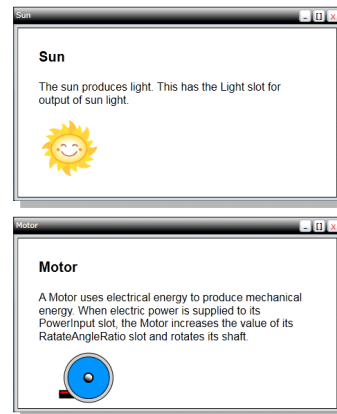 Sun
Sun
The sun produces light. This has the Light slot for
output of sun light.
Motor
Motor
A Motor uses electrical energy to produce mechanical
energy. When electric power is supplied to its
PowerInput slot, the Motor increases the value of its
RatateAngleRatio slot and rotates its shaft.